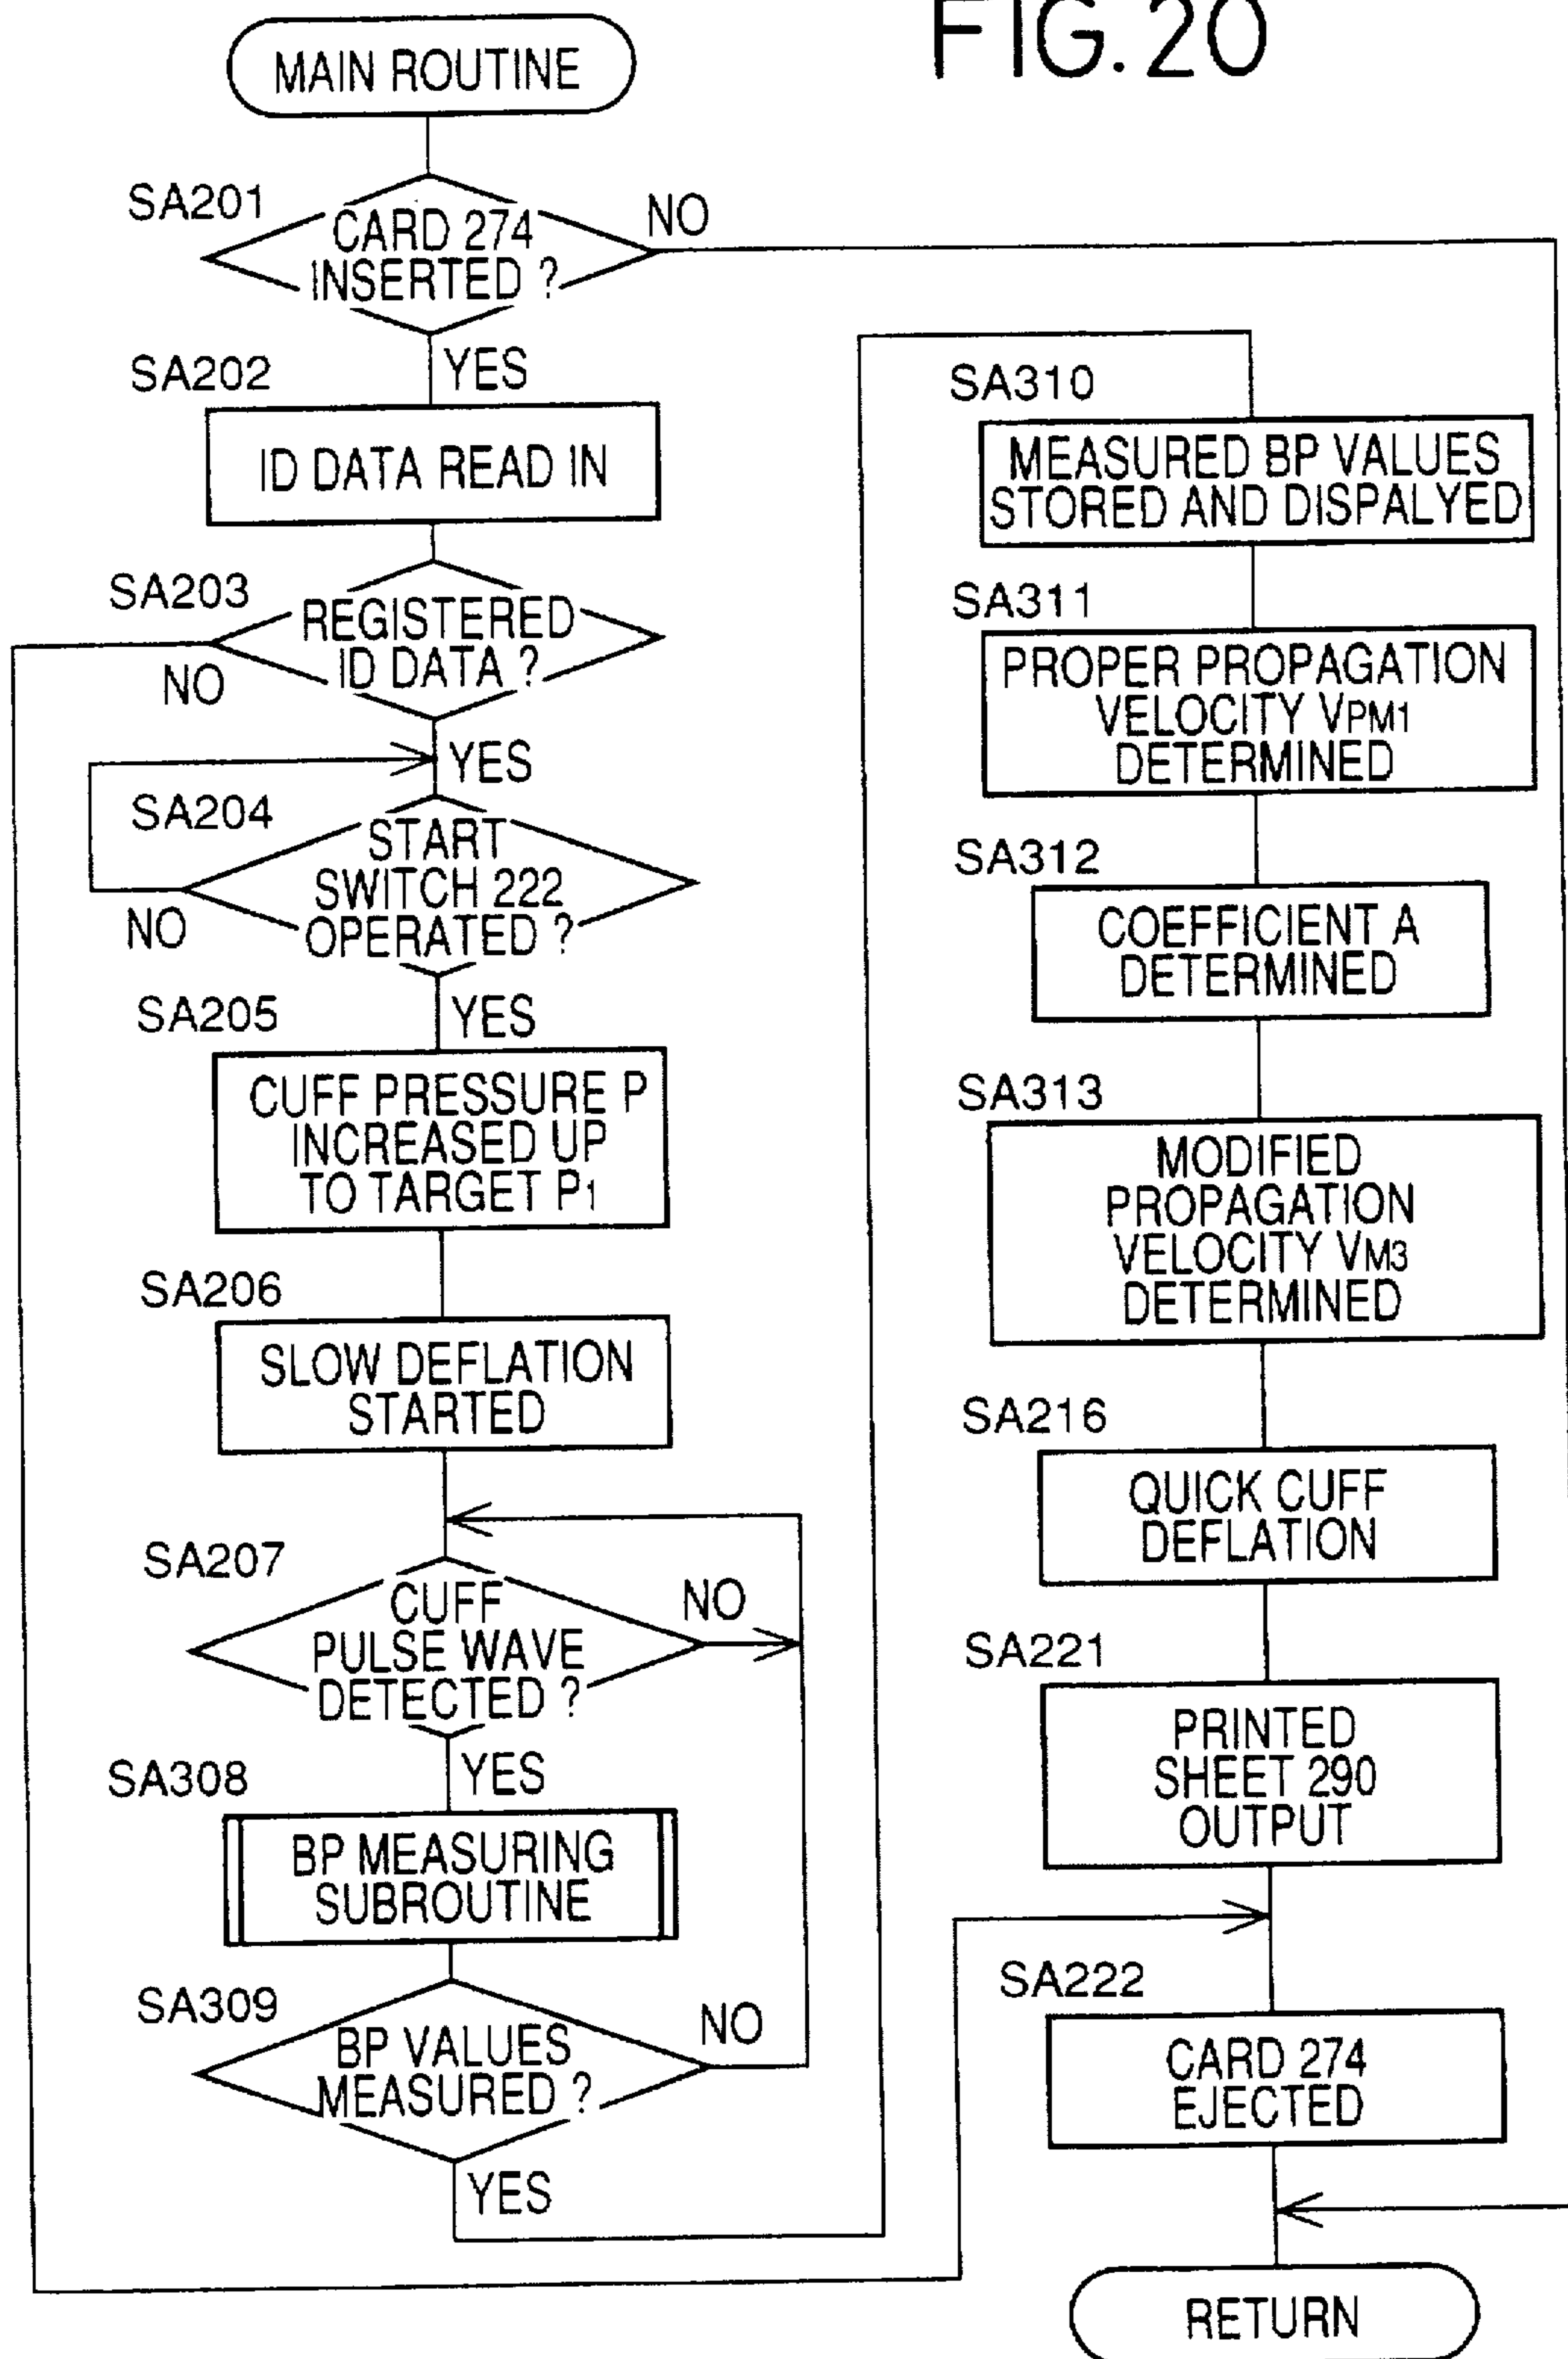 FIG. 20
MAIN ROUTINE
SA201
CARD 274
INSERTED ?
NO
YES
SA202
ID DATA READ IN
SA203
REGISTERED
ID DATA ?
NO
YES
SA204
START
SWITCH 222
OPERATED ?
NO
YES
SA205
CUFF PRESSURE P
INCREASED UP
TO TARGET P1
SA206
SLOW DEFLATION
STARTED
SA207
CUFF
PULSE WAVE
DETECTED ?
NO
YES
SA308
BP MEASURING
SUBROUTINE
SA309
BP VALUES
MEASURED ?
NO
YES
SA310
MEASURED BP VALUES
STORED AND DISPALYED
SA311
PROPER PROPAGATION
VELOCITY VPM1
DETERMINED
SA312
COEFFICIENT A
DETERMINED
SA313
MODIFIED
PROPAGATION
VELOCITY VM3
DETERMINED
SA216
QUICK CUFF
DEFLATION
SA221
PRINTED
SHEET 290
OUTPUT
SA222
CARD 274
EJECTED
RETURN